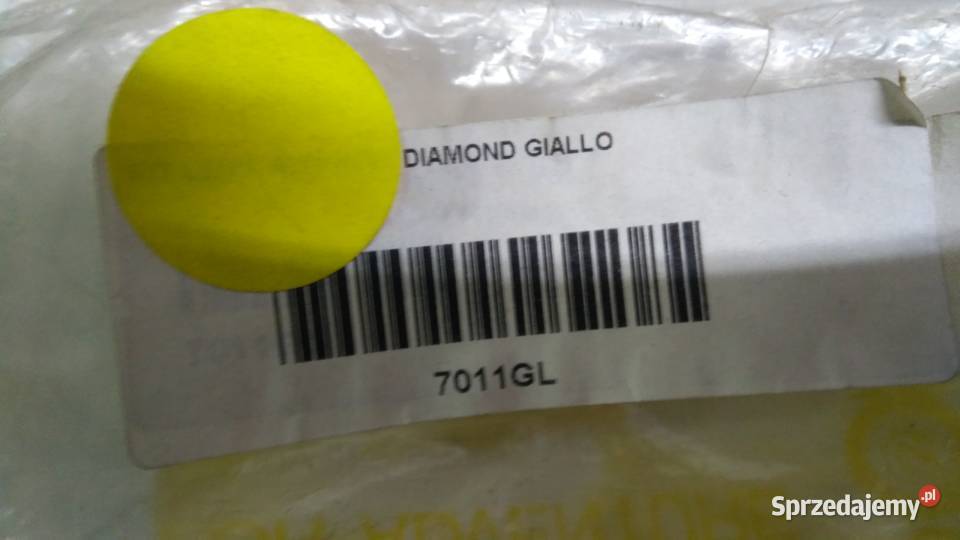 DIAMOND GIALLO
7011GL
Sprzedajemy.pl